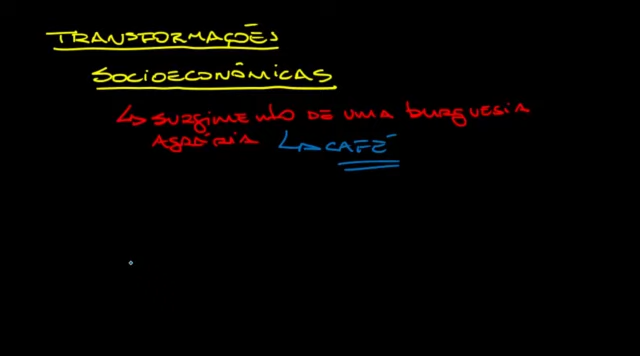 TRANSFORMAÇÕES
SOCIOECONÔMICAS
↳ SURGIMENTO DE UMA BURGUESIA
AGRÁRIA ↳ CAFÉ